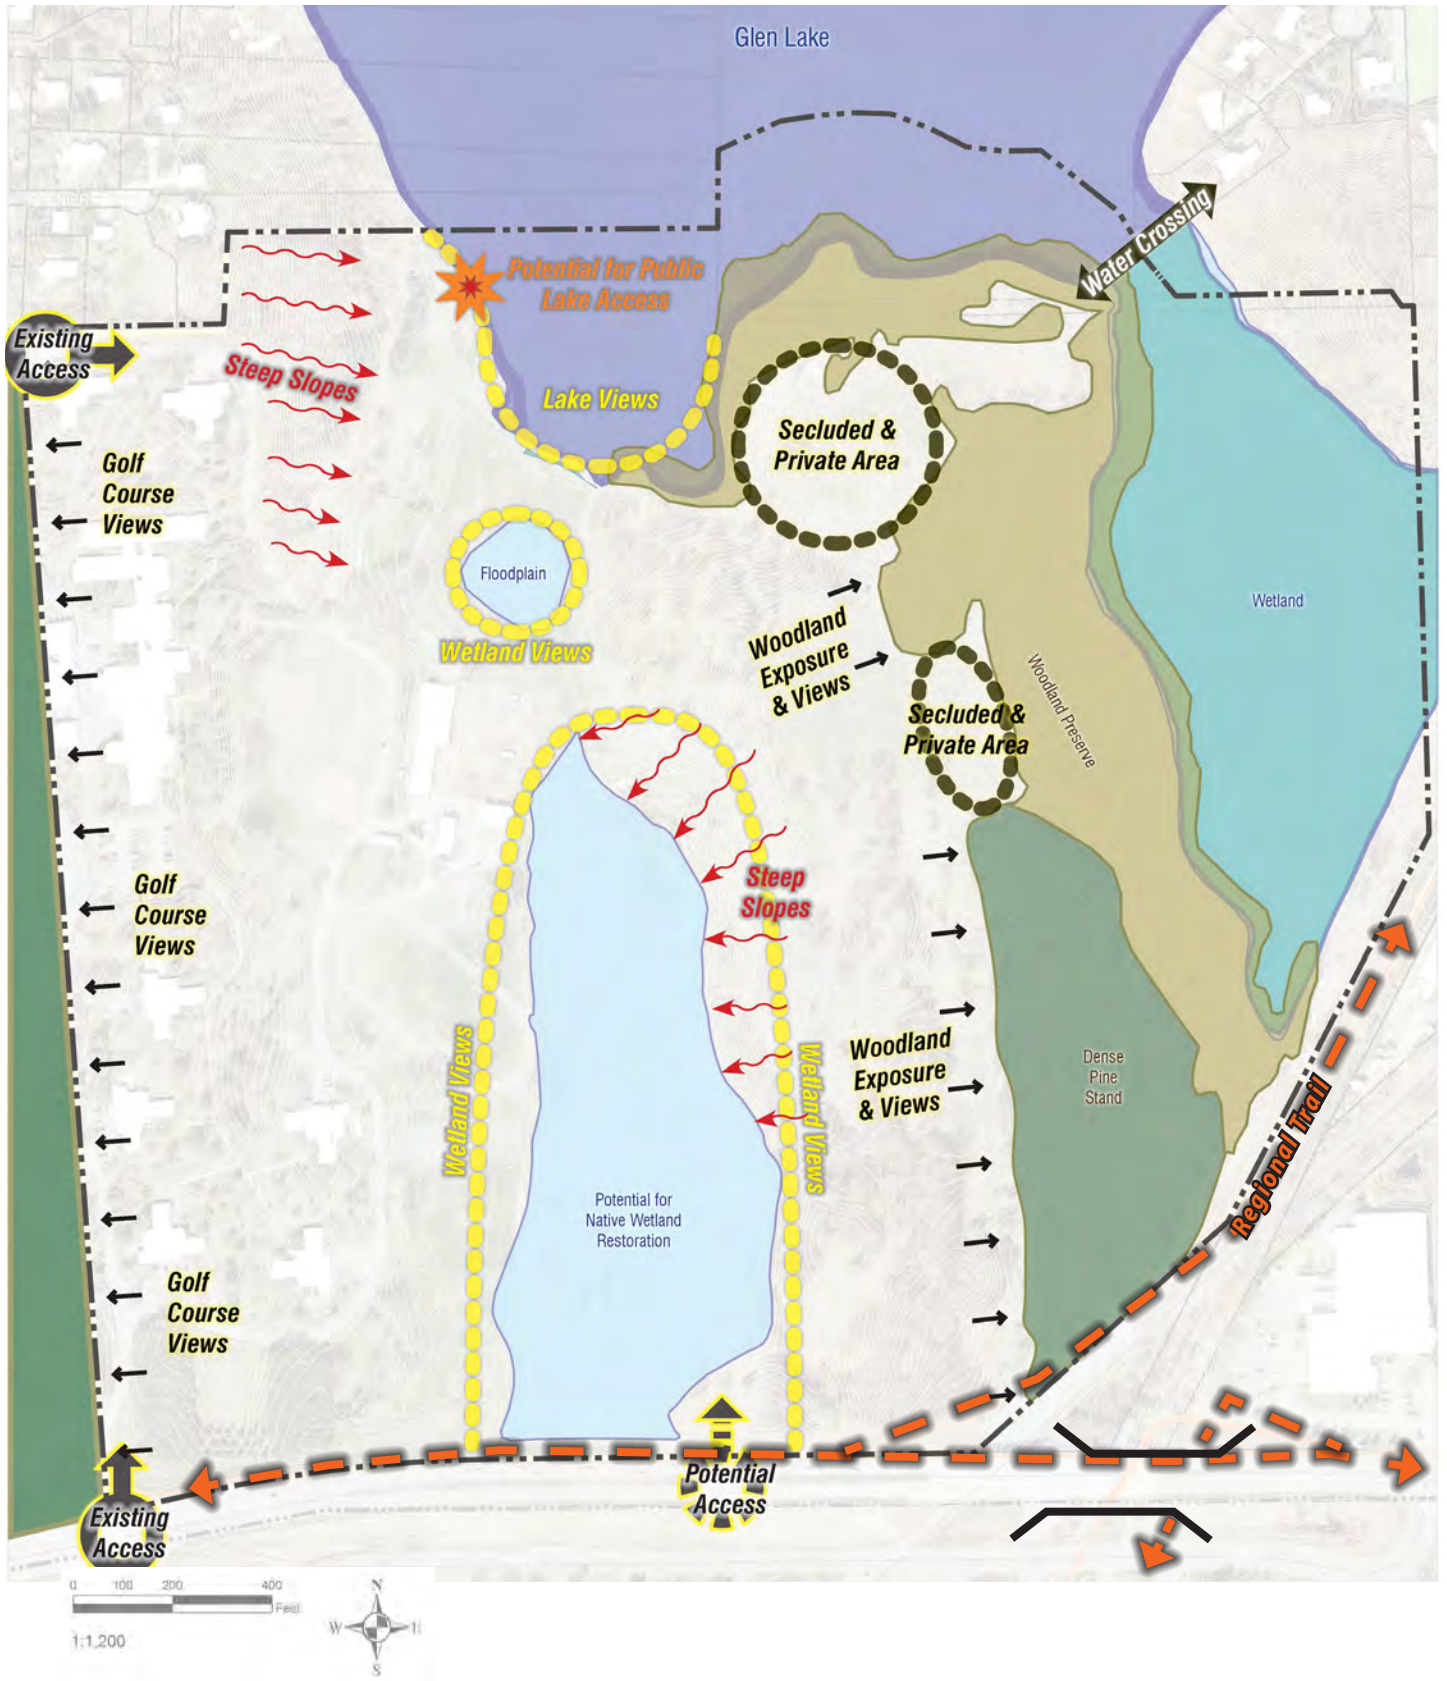 Glen Lake
Water Crossing
Potential for Public
Lake Access
Existing
Access
Steep Slopes
Lake Views
Secluded &
Private Area
Golf
Course
Views
Floodplain
Wetland
Wetland Views
Woodland
Exposure
& Views
Woodland Preserve
Secluded &
Private Area
Steep
Slopes
Golf
Course
Views
Wetland Views
Wetland Views
Woodland
Exposure
& Views
Dense
Pine
Stand
Regional Trail
Potential for
Native Wetland
Restoration
Golf
Course
Views
Potential
Access
Existing
Access
0 100 200 400
Feet
1:1,200
N
W
S